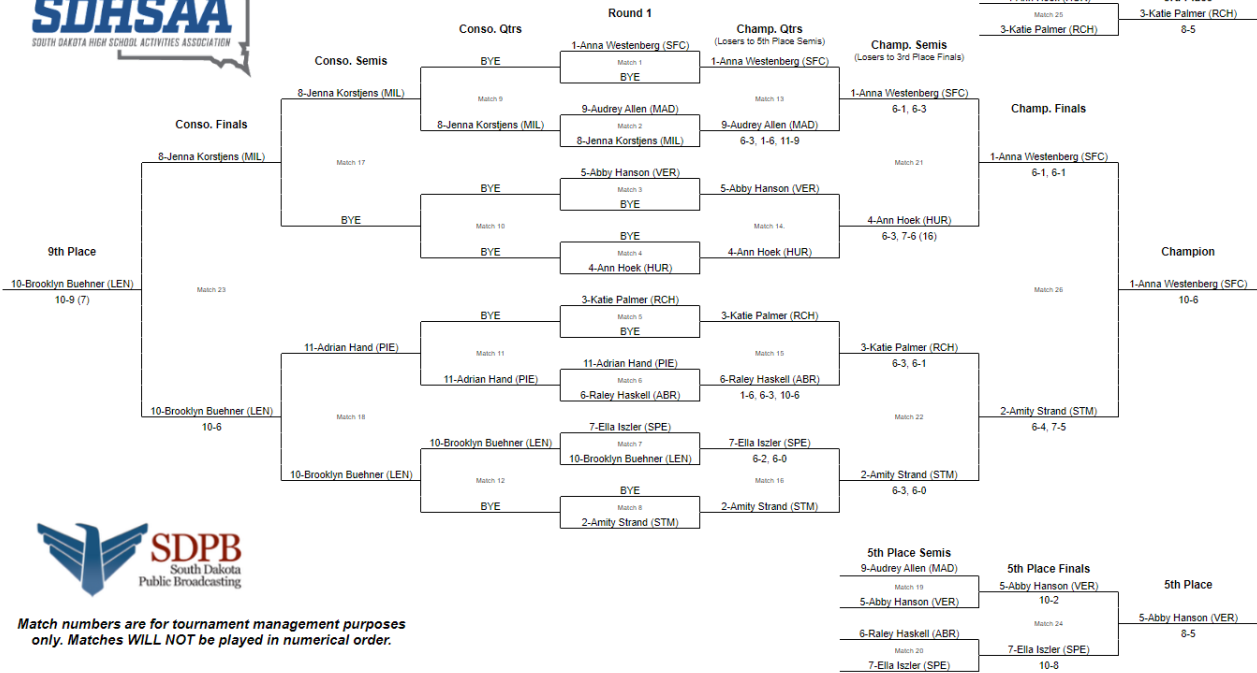 SDHSAA
SOUTH DAKOTA HIGH SCHOOL ACTIVITIES ASSOCIATION
Match 25
3-Katie Palmer (RCH)
3-Katie Palmer (RCH)
8-5
Round 1
1-Anna Westenberg (SFC)
Match 1
BYE
9-Audrey Allen (MAD)
Match 2
8-Jenna Korstjens (MIL)
5-Abby Hanson (VER)
Match 3
BYE
BYE
Match 4
4-Ann Hoek (HUR)
3-Katie Palmer (RCH)
Match 5
BYE
11-Adrian Hand (PIE)
Match 6
6-Raley Haskell (ABR)
7-Ella Iszler (SPE)
Match 7
10-Brooklyn Buehner (LEN)
BYE
Match 8
2-Amity Strand (STM)
Conso. Qtrs
BYE
Match 9
8-Jenna Korstjens (MIL)
BYE
Match 10
BYE
BYE
Match 11
11-Adrian Hand (PIE)
10-Brooklyn Buehner (LEN)
Match 12
BYE
Conso. Semis
8-Jenna Korstjens (MIL)
Match 17
BYE
11-Adrian Hand (PIE)
Match 18
10-Brooklyn Buehner (LEN)
Conso. Finals
8-Jenna Korstjens (MIL)
Match 23
10-Brooklyn Buehner (LEN)
10-6
9th Place
10-Brooklyn Buehner (LEN)
10-9 (7)
Champ. Qtrs
(Losers to 5th Place Semis)
1-Anna Westenberg (SFC)
Match 13
9-Audrey Allen (MAD)
6-3, 1-6, 11-9
5-Abby Hanson (VER)
Match 14.
4-Ann Hoek (HUR)
3-Katie Palmer (RCH)
Match 15
6-Raley Haskell (ABR)
1-6, 6-3, 10-6
7-Ella Iszler (SPE)
6-2, 6-0
Match 16
2-Amity Strand (STM)
Champ. Semis
(Losers to 3rd Place Finals)
1-Anna Westenberg (SFC)
6-1, 6-3
Match 21
4-Ann Hoek (HUR)
6-3, 7-6 (16)
3-Katie Palmer (RCH)
6-3, 6-1
Match 22
2-Amity Strand (STM)
6-3, 6-0
Champ. Finals
1-Anna Westenberg (SFC)
6-1, 6-1
Match 26
2-Amity Strand (STM)
6-4, 7-5
Champion
1-Anna Westenberg (SFC)
10-6
SDPB
South Dakota
Public Broadcasting
Match numbers are for tournament management purposes
only. Matches WILL NOT be played in numerical order.
5th Place Semis
9-Audrey Allen (MAD)
Match 19
5-Abby Hanson (VER)
6-Raley Haskell (ABR)
Match 20
7-Ella Iszler (SPE)
5th Place Finals
5-Abby Hanson (VER)
10-2
Match 24
7-Ella Iszler (SPE)
10-8
5th Place
5-Abby Hanson (VER)
8-5